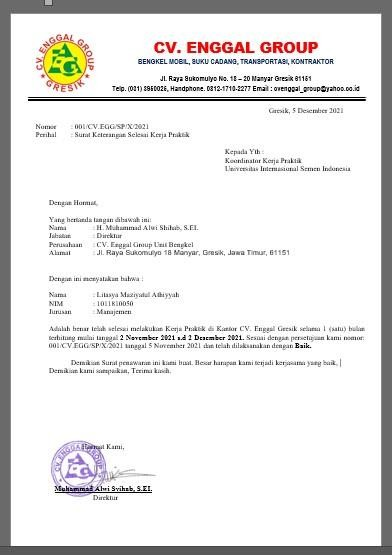 CV. ENGGAL GROUP
GRESIK
CV. ENGGAL GROUP
BENGKEL MOBIL, SUKU CADANG, TRANSPORTASI, KONTRAKTOR
Jl. Raya Sukomulyo No. 18 – 20 Manyar Gresik 61151
Telp. (031) 3950026, Handphone. 0312-1710-2277 Email : cvenggal_group@yahoo.co.id
Gresik, 5 Desember 2021
Nomor : 001/CV.EGG/SP/X/2021
Perihal : Surat Keterangan Selesai Kerja Praktik
Kepada Yth :
Koordinator Kerja Praktik
Universitas Internasional Semen Indonesia
Dengan Hormat,
Yang bertanda tangan dibawah ini:
Nama : H. Muhammad Alwi Shihab, S.EI.
Jabatan : Direktur
Perusahaan : CV. Enggal Group Unit Bengkel
Alamat : Jl. Raya Sukomulyo 18 Manyar, Gresik, Jawa Timur, 61151
Dengan ini menyatakan bahwa :
Nama : Litasya Maziyatul Athiyyah
NIM : 1011810050
Jurusan : Manajemen
Adalah benar telah selesai melakukan Kerja Praktik di Kantor CV. Enggal Gresik selama 1 (satu) bulan
terhitung mulai tanggal 2 November 2021 s.d 2 Desember 2021. Sesuai dengan persetujuan kami nomor:
001/CV.EGG/SP/X/2021 tanggal 5 November 2021 dan telah dilaksanakan dengan Baik.
Demikian Surat penawaran ini kami buat. Besar harapan kami terjadi kerjasama yang baik,
Demikian kami sampaikan, Terima kasih.
Hormat Kami,
CV. ENGGAL GROUP
Muhammad Alwi Syihab, S.EI.
Direktur